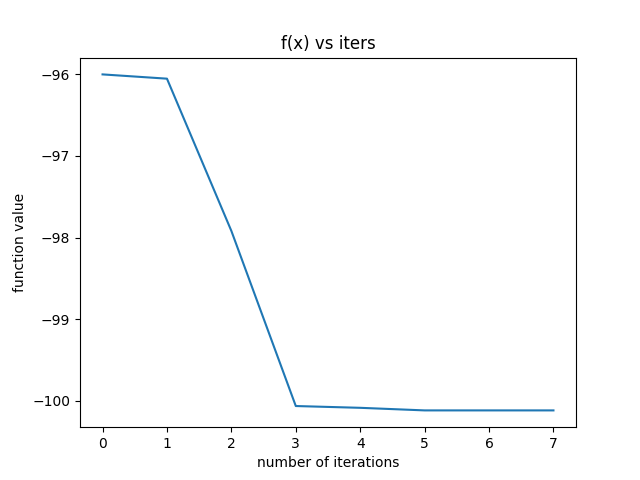 f(x) vs iters
−96
−97
−98
−99
−100
function value
0 1 2 3 4 5 6 7
number of iterations